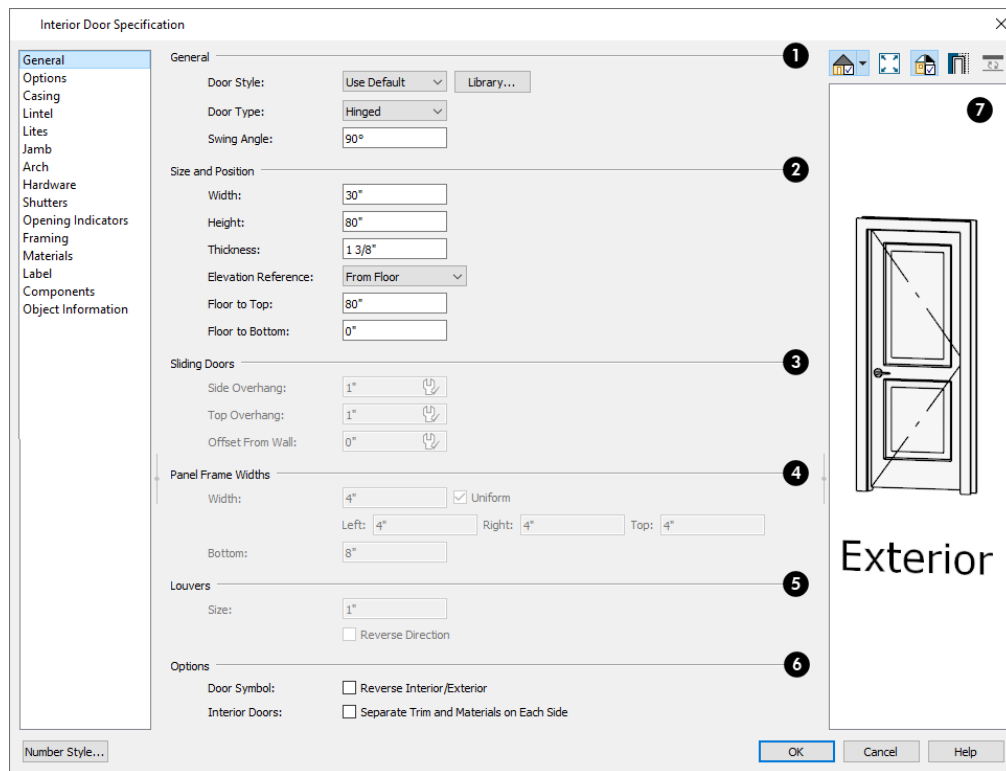 Interior Door Specification
General
Options
Casing
Lintel
Lites
Jamb
Arch
Hardware
Shutters
Opening Indicators
Framing
Materials
Label
Components
Object Information
General 1
Door Style: Use Default Library...
Door Type: Hinged
Swing Angle: 90°
Size and Position 2
Width: 30"
Height: 80"
Thickness: 1 3/8"
Elevation Reference: From Floor
Floor to Top: 80"
Floor to Bottom: 0"
Sliding Doors 3
Side Overhang: 1"
Top Overhang: 1"
Offset From Wall: 0"
Panel Frame Widths 4
Width: 4" Uniform
Left: 4" Right: 4" Top: 4"
Bottom: 8"
Louvers 5
Size: 1"
Reverse Direction
Options 6
Door Symbol: Reverse Interior/Exterior
Interior Doors: Separate Trim and Materials on Each Side
7
Exterior
Number Style... OK Cancel Help